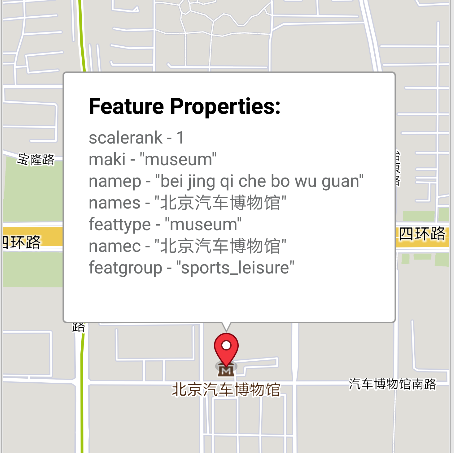 Feature Properties:
scalerank - 1
maki - "museum"
namep - "bei jing qi che bo wu guan"
names - "北京汽车博物馆"
feattype - "museum"
namec - "北京汽车博物馆"
featgroup - "sports_leisure"
宝隆路
四环路
四环路
路
北京汽车博物馆
汽车博物馆南路